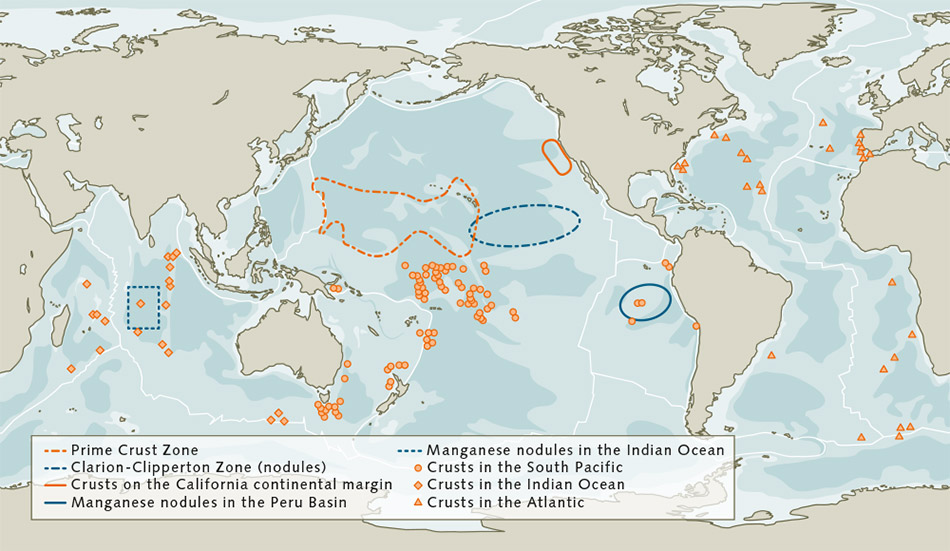 Prime Crust Zone
Clarion-Clipperton Zone (nodules)
Crusts on the California continental margin
Manganese nodules in the Peru Basin
Manganese nodules in the Indian Ocean
Crusts in the South Pacific
Crusts in the Indian Ocean
Crusts in the Atlantic